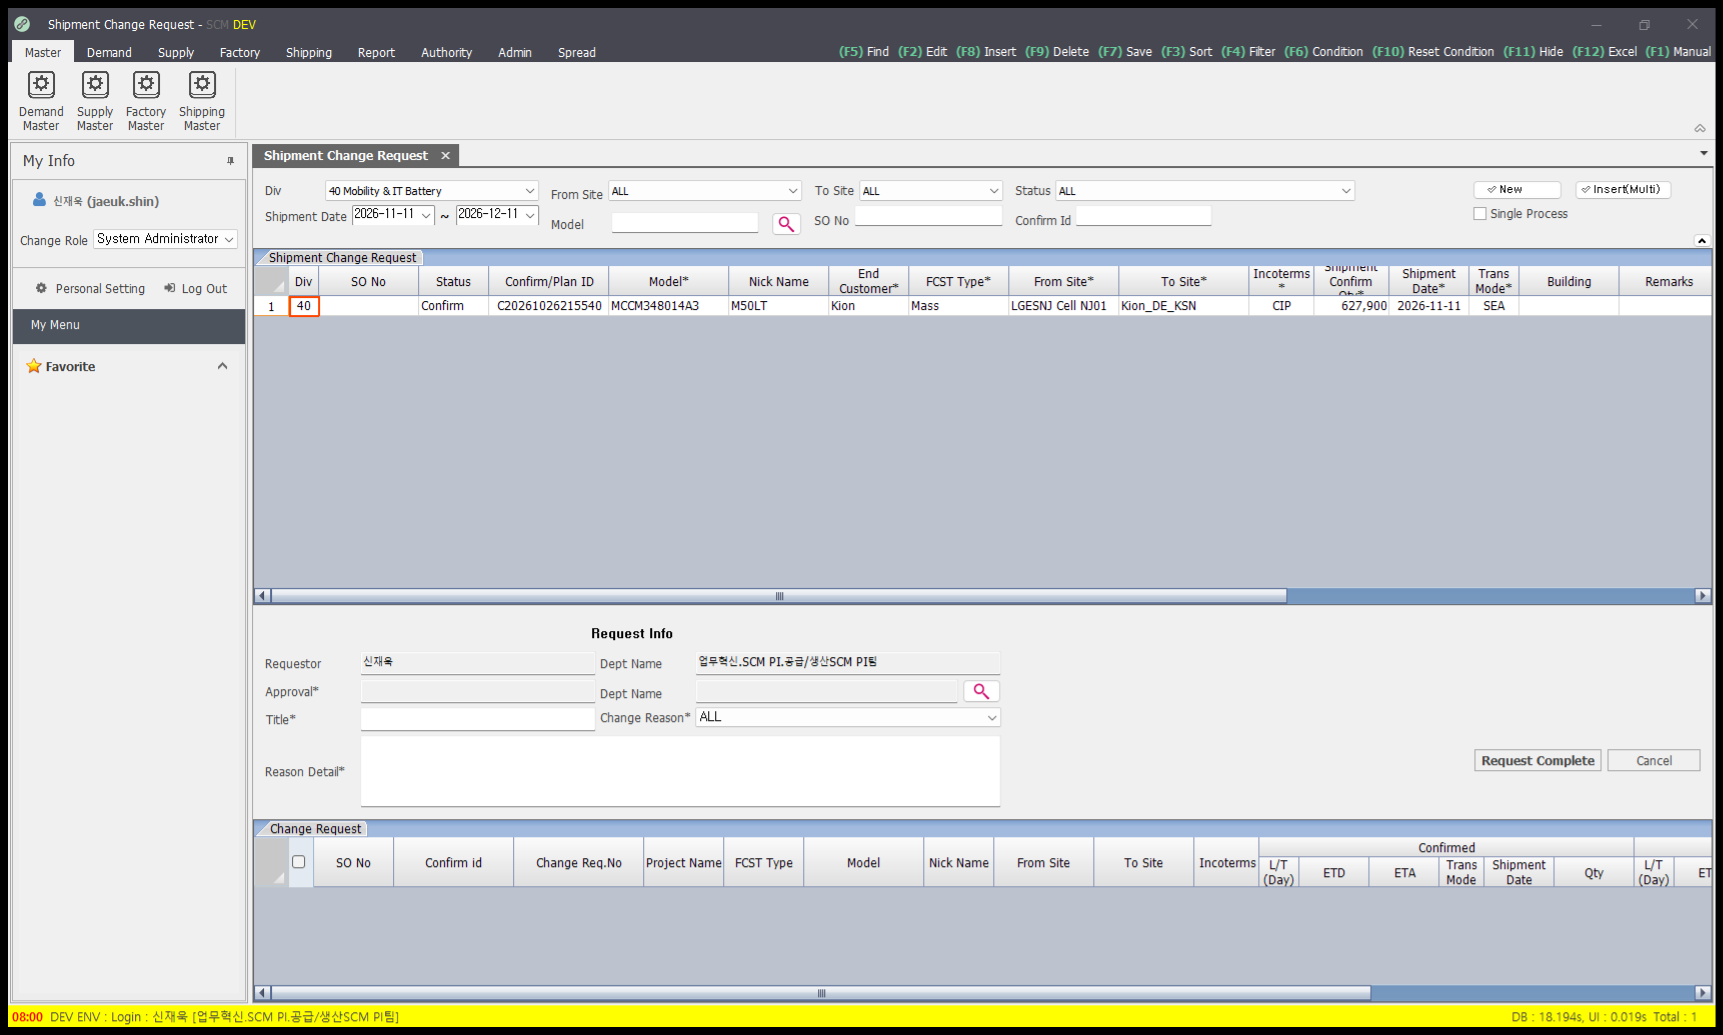 Shipment Change Request - SCM DEV
Master Demand Supply Factory Shipping Report Authority Admin Spread (F5) Find (F2) Edit (F8) Insert (F9) Delete (F7) Save (F3) Sort (F4) Filter (F6) Condition (F10) Reset Condition (F11) Hide (F12) Excel (F1) Manual
Demand Master Supply Master Factory Master Shipping Master
My Info
신재욱 (jaeuk.shin)
Change Role System Administrator
Personal Setting Log Out
My Menu
Favorite
Shipment Change Request
Div 40 Mobility & IT Battery From Site ALL To Site ALL Status ALL New Insert(Multi)
Shipment Date 2026-11-11 ~ 2026-12-11 Model SO No Confirm Id Single Process
Shipment Change Request
Div SO No Status Confirm/Plan ID Model* Nick Name End Customer* FCST Type* From Site* To Site* Incoterms * Shipment Confirm Qty* Shipment Date* Trans Mode* Building Remarks
1 40 Confirm C20261026215540 MCCM348014A3 M50LT Kion Mass LGESNJ Cell NJ01 Kion_DE_KSN CIP 627,900 2026-11-11 SEA
Request Info
Requestor 신재욱 Dept Name 업무혁신.SCM PI.공급/생산SCM PI팀
Approval* Dept Name
Title* Change Reason* ALL
Reason Detail*
Request Complete Cancel
Change Request
SO No Confirm id Change Req.No Project Name FCST Type Model Nick Name From Site To Site Incoterms Confirmed
L/T (Day) ETD ETA Trans Mode Shipment Date Qty L/T (Day) ET
08:00 DEV ENV : Login : 신재욱 [업무혁신.SCM PI.공급/생산SCM PI팀] DB : 18.194s, UI : 0.019s Total : 1